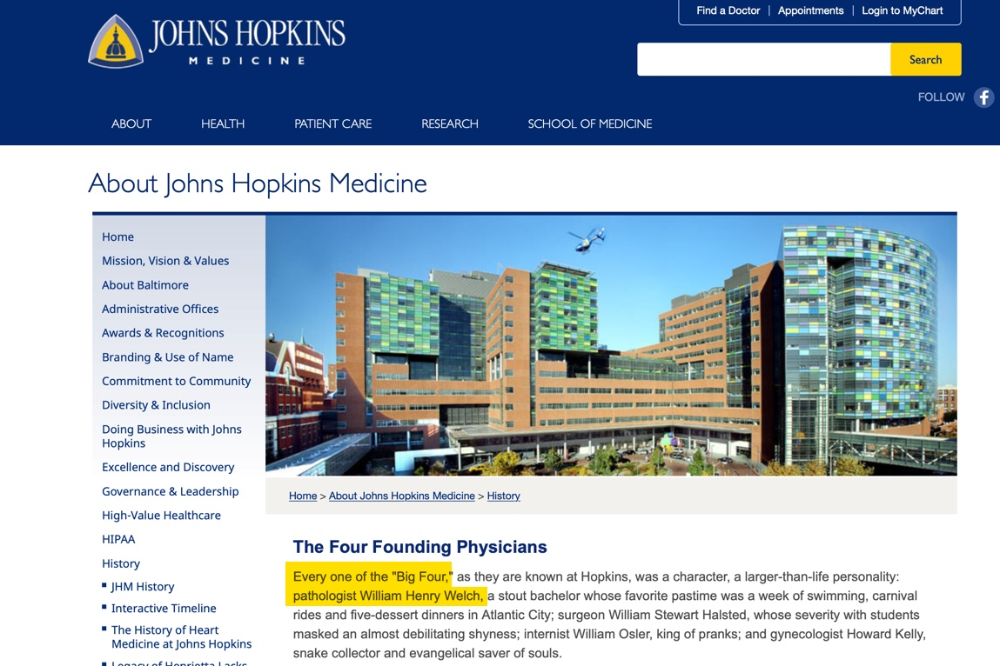 Find a Doctor | Appointments | Login to MyChart
JOHNS HOPKINS
MEDICINE
Search
FOLLOW f
ABOUT HEALTH PATIENT CARE RESEARCH SCHOOL OF MEDICINE
About Johns Hopkins Medicine
Home
Mission, Vision & Values
About Baltimore
Administrative Offices
Awards & Recognitions
Branding & Use of Name
Commitment to Community
Diversity & Inclusion
Doing Business with Johns
Hopkins
Excellence and Discovery
Governance & Leadership
High-Value Healthcare
HIPAA
History
JHM History
Interactive Timeline
The History of Heart
Medicine at Johns Hopkins
Legacy of Henrietta Lacks
Home > About Johns Hopkins Medicine > History
The Four Founding Physicians
Every one of the "Big Four," as they are known at Hopkins, was a character, a larger-than-life personality:
pathologist William Henry Welch, a stout bachelor whose favorite pastime was a week of swimming, carnival
rides and five-dessert dinners in Atlantic City; surgeon William Stewart Halsted, whose severity with students
masked an almost debilitating shyness; internist William Osler, king of pranks; and gynecologist Howard Kelly,
snake collector and evangelical saver of souls.